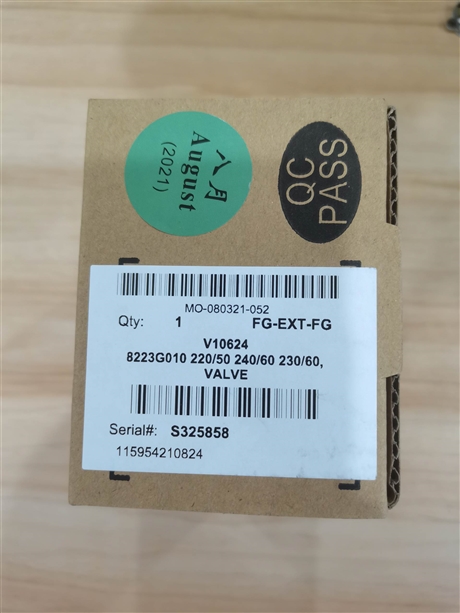 八月
August
(2021)
QC
PASS
MO-080321-052
Qty: 1 FG-EXT-FG
V10624
8223G010 220/50 240/60 230/60,
VALVE
Serial#: S325858
115954210824